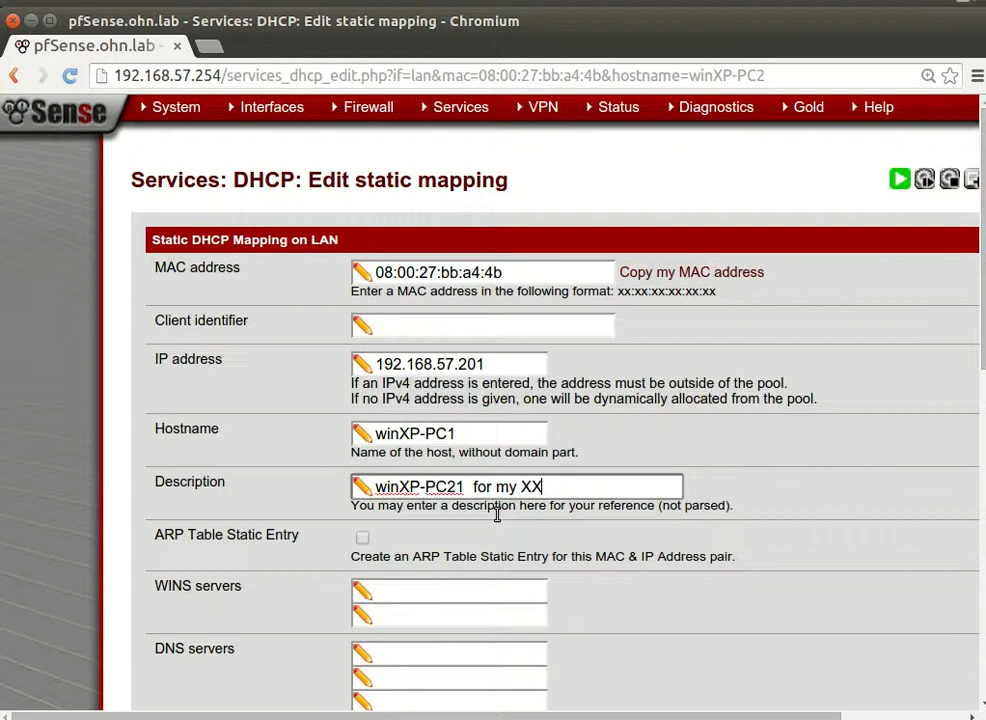 pfSense.ohn.lab - Services: DHCP: Edit static mapping - Chromium
pfSense.ohn.lab -
192.168.57.254/services_dhcp_edit.php?if=lan&mac=08:00:27:bb:a4:4b&hostname=winXP-PC2
Sense
System Interfaces Firewall Services VPN Status Diagnostics Gold Help
Services: DHCP: Edit static mapping
Static DHCP Mapping on LAN
MAC address 08:00:27:bb:a4:4b Copy my MAC address
Enter a MAC address in the following format: xx:xx:xx:xx:xx:xx
Client identifier
IP address 192.168.57.201
If an IPv4 address is entered, the address must be outside of the pool.
If no IPv4 address is given, one will be dynamically allocated from the pool.
Hostname winXP-PC1
Name of the host, without domain part.
Description winXP-PC21 for my XX
You may enter a description here for your reference (not parsed).
ARP Table Static Entry
Create an ARP Table Static Entry for this MAC & IP Address pair.
WINS servers
DNS servers